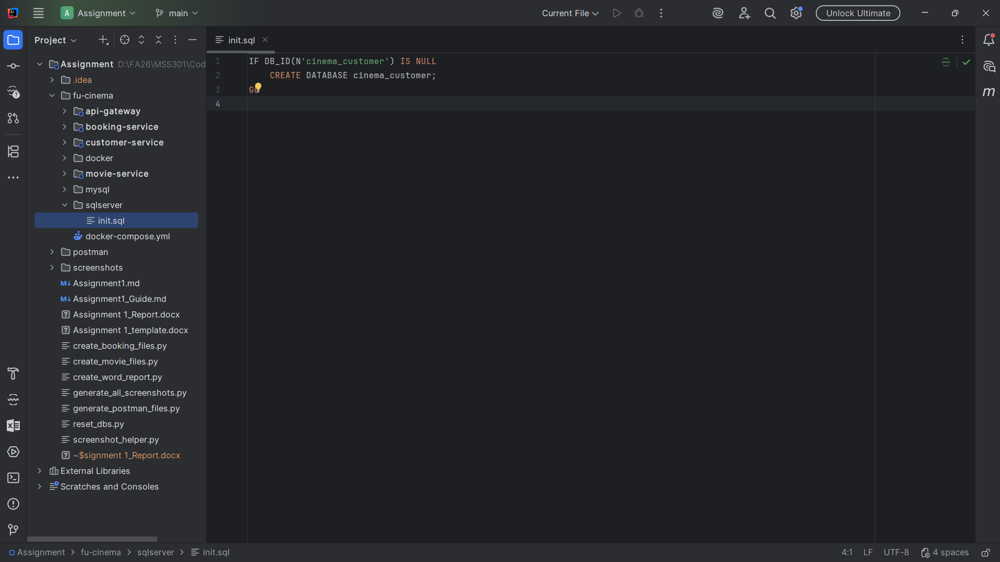 A Assignment main Current File Unlock Ultimate
Project
init.sql
Assignment D:\FA26\MSS301\Cod
.idea
fu-cinema
api-gateway
booking-service
customer-service
docker
movie-service
mysql
sqlserver
init.sql
docker-compose.yml
postman
screenshots
M↓ Assignment1.md
M↓ Assignment1_Guide.md
Assignment 1_Report.docx
Assignment 1_template.docx
create_booking_files.py
create_movie_files.py
create_word_report.py
generate_all_screenshots.py
generate_postman_files.py
reset_dbs.py
screenshot_helper.py
~$signment 1_Report.docx
External Libraries
Scratches and Consoles
1 IF DB_ID(N'cinema_customer') IS NULL
2 CREATE DATABASE cinema_customer;
3 GO
4
m
Assignment > fu-cinema > sqlserver > init.sql
4:1 LF UTF-8 4 spaces